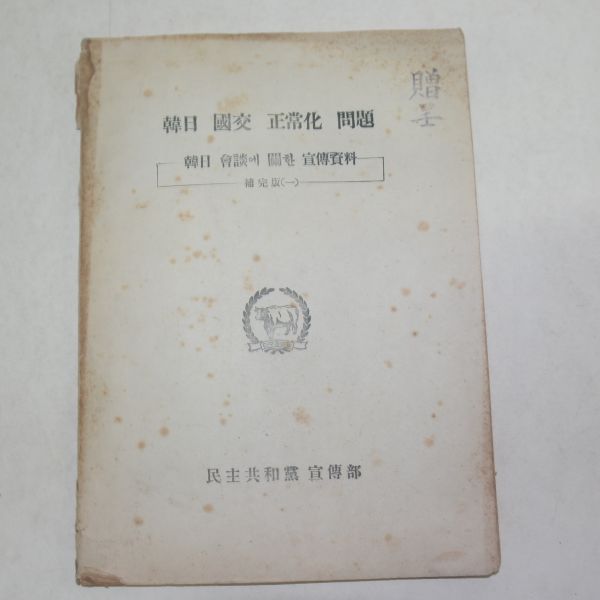 韓日 國交 正常化 問題
韓日 會談에 關한 宣傳資料
補完版(一)
贈
民主共和黨 宣傳部